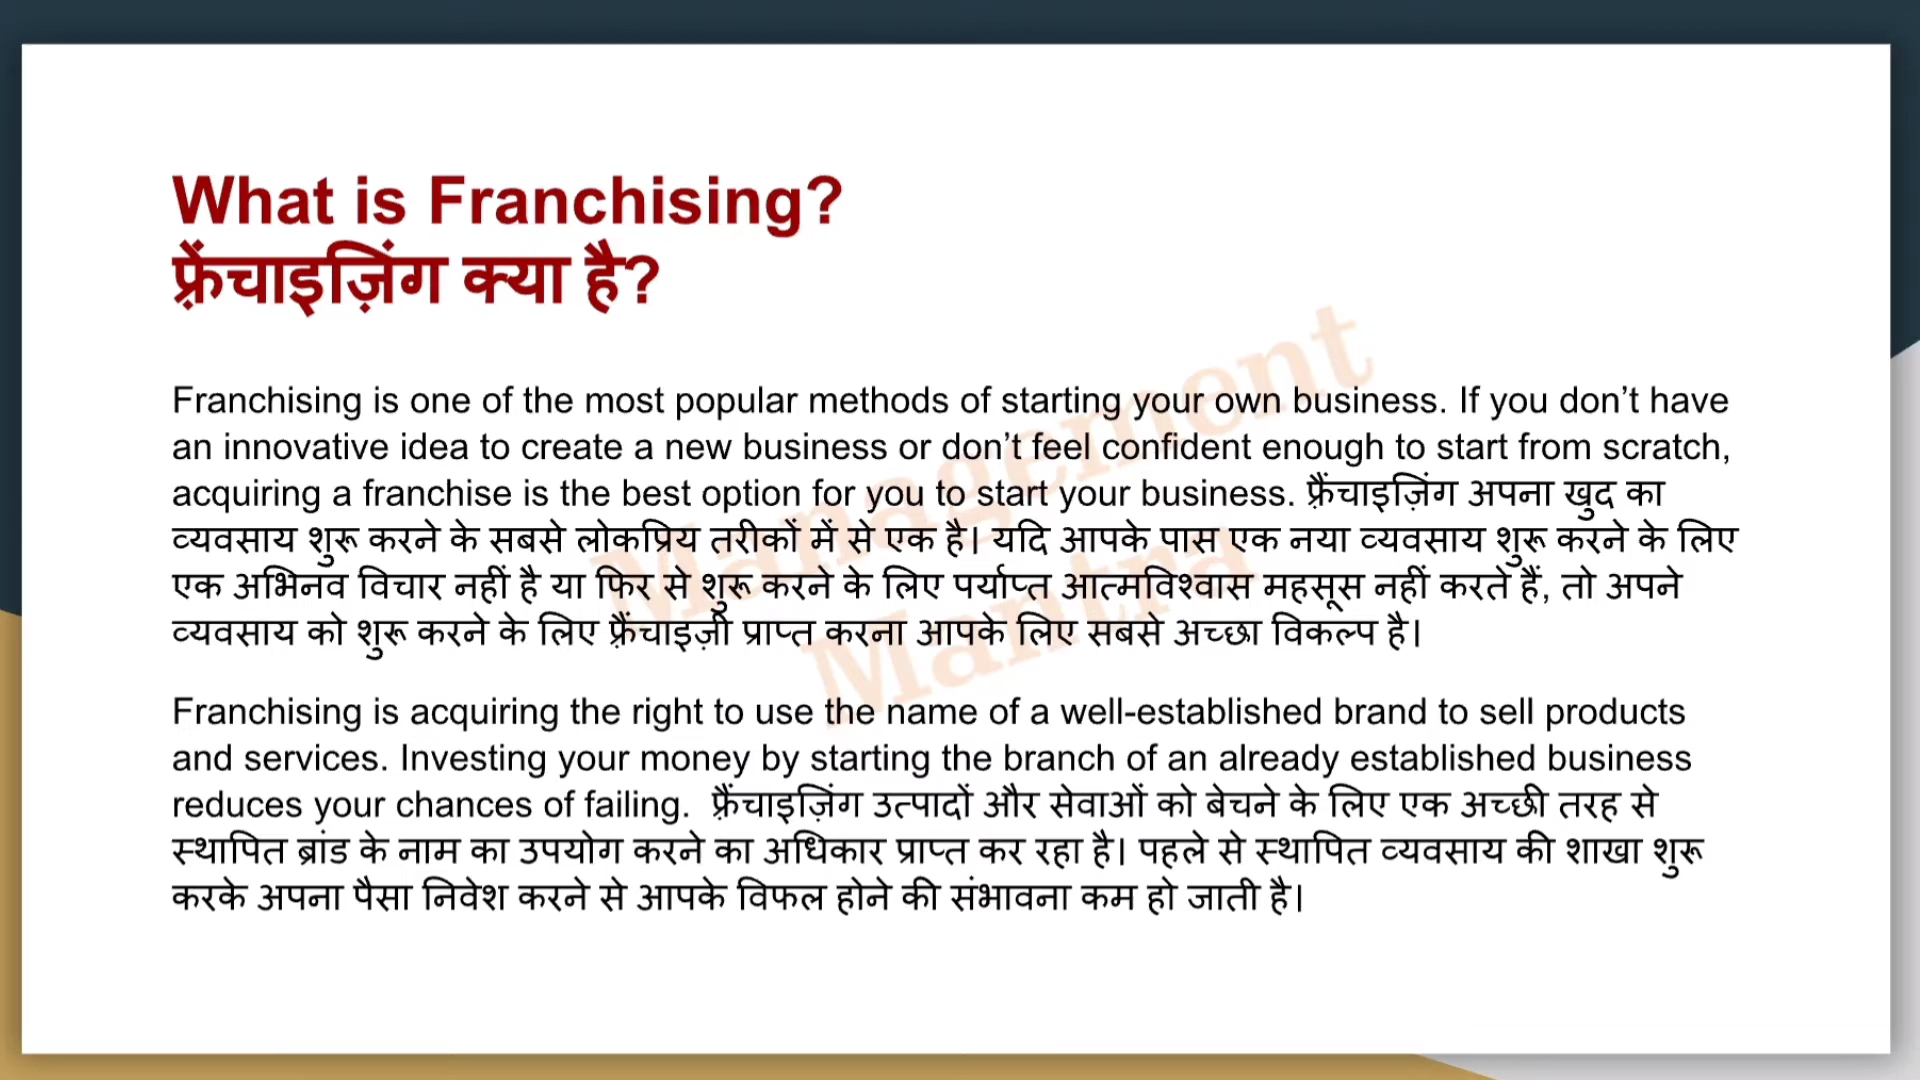 What is Franchising?
फ़्रेंचाइज़िंग क्या है?
Franchising is one of the most popular methods of starting your own business. If you don’t have
an innovative idea to create a new business or don’t feel confident enough to start from scratch,
acquiring a franchise is the best option for you to start your business. फ़्रैंचाइज़िंग अपना खुद का
व्यवसाय शुरू करने के सबसे लोकप्रिय तरीकों में से एक है। यदि आपके पास एक नया व्यवसाय शुरू करने के लिए
एक अभिनव विचार नहीं है या फिर से शुरू करने के लिए पर्याप्त आत्मविश्वास महसूस नहीं करते हैं, तो अपने
व्यवसाय को शुरू करने के लिए फ़्रैंचाइज़ी प्राप्त करना आपके लिए सबसे अच्छा विकल्प है।
Franchising is acquiring the right to use the name of a well-established brand to sell products
and services. Investing your money by starting the branch of an already established business
reduces your chances of failing. फ़्रैंचाइज़िंग उत्पादों और सेवाओं को बेचने के लिए एक अच्छी तरह से
स्थापित ब्रांड के नाम का उपयोग करने का अधिकार प्राप्त कर रहा है। पहले से स्थापित व्यवसाय की शाखा शुरू
करके अपना पैसा निवेश करने से आपके विफल होने की संभावना कम हो जाती है।
Management
Mantra